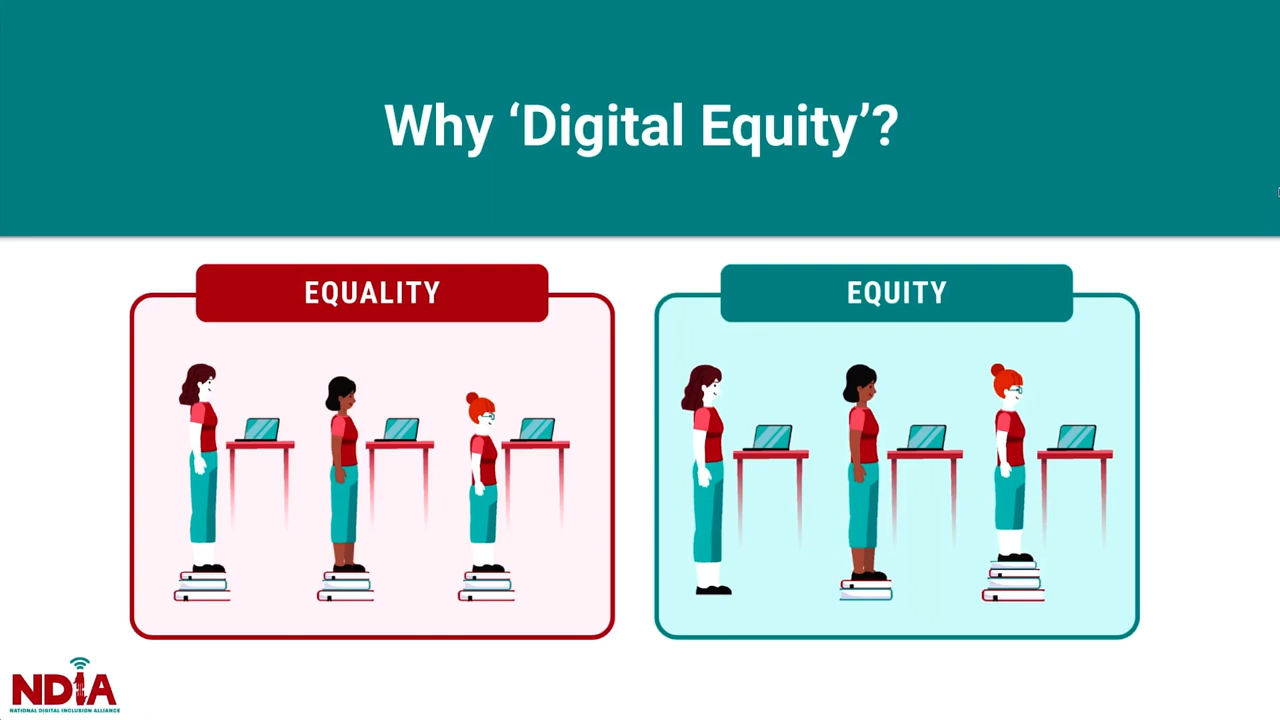 Why ‘Digital Equity’?
EQUALITY
EQUITY
NDIA
NATIONAL DIGITAL INCLUSION ALLIANCE